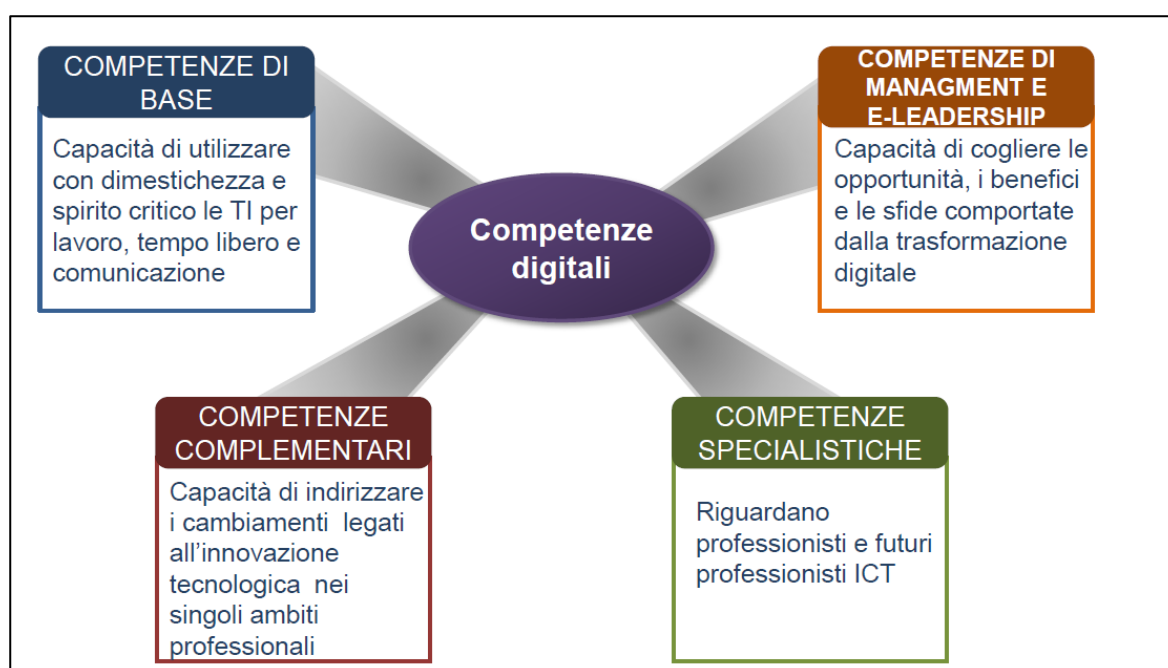 COMPETENZE DI
BASE
Capacità di utilizzare
con dimestichezza e
spirito critico le TI per
lavoro, tempo libero e
comunicazione
COMPETENZE DI
MANAGMENT E
E-LEADERSHIP
Capacità di cogliere le
opportunità, i benefici
e le sfide comportate
dalla trasformazione
digitale
Competenze
digitali
COMPETENZE
COMPLEMENTARI
Capacità di indirizzare
i cambiamenti legati
all'innovazione
tecnologica nei
singoli ambiti
professionali
COMPETENZE
SPECIALISTICHE
Riguardano
professionisti e futuri
professionisti ICT